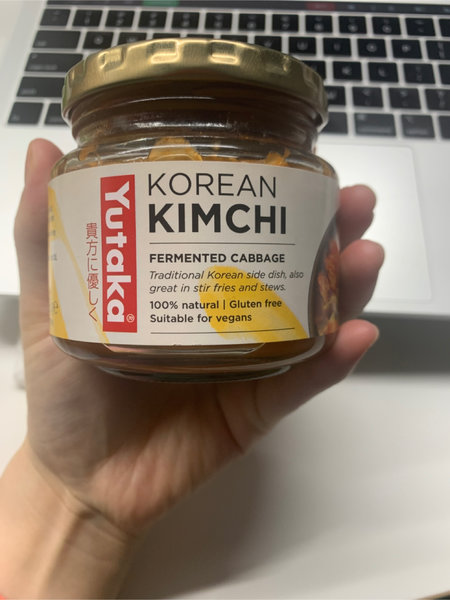 Yutaka®
貴方に優しく
KOREAN
KIMCHI
FERMENTED CABBAGE
Traditional Korean side dish, also
great in stir fries and stews.
100% natural | Gluten free
Suitable for vegans